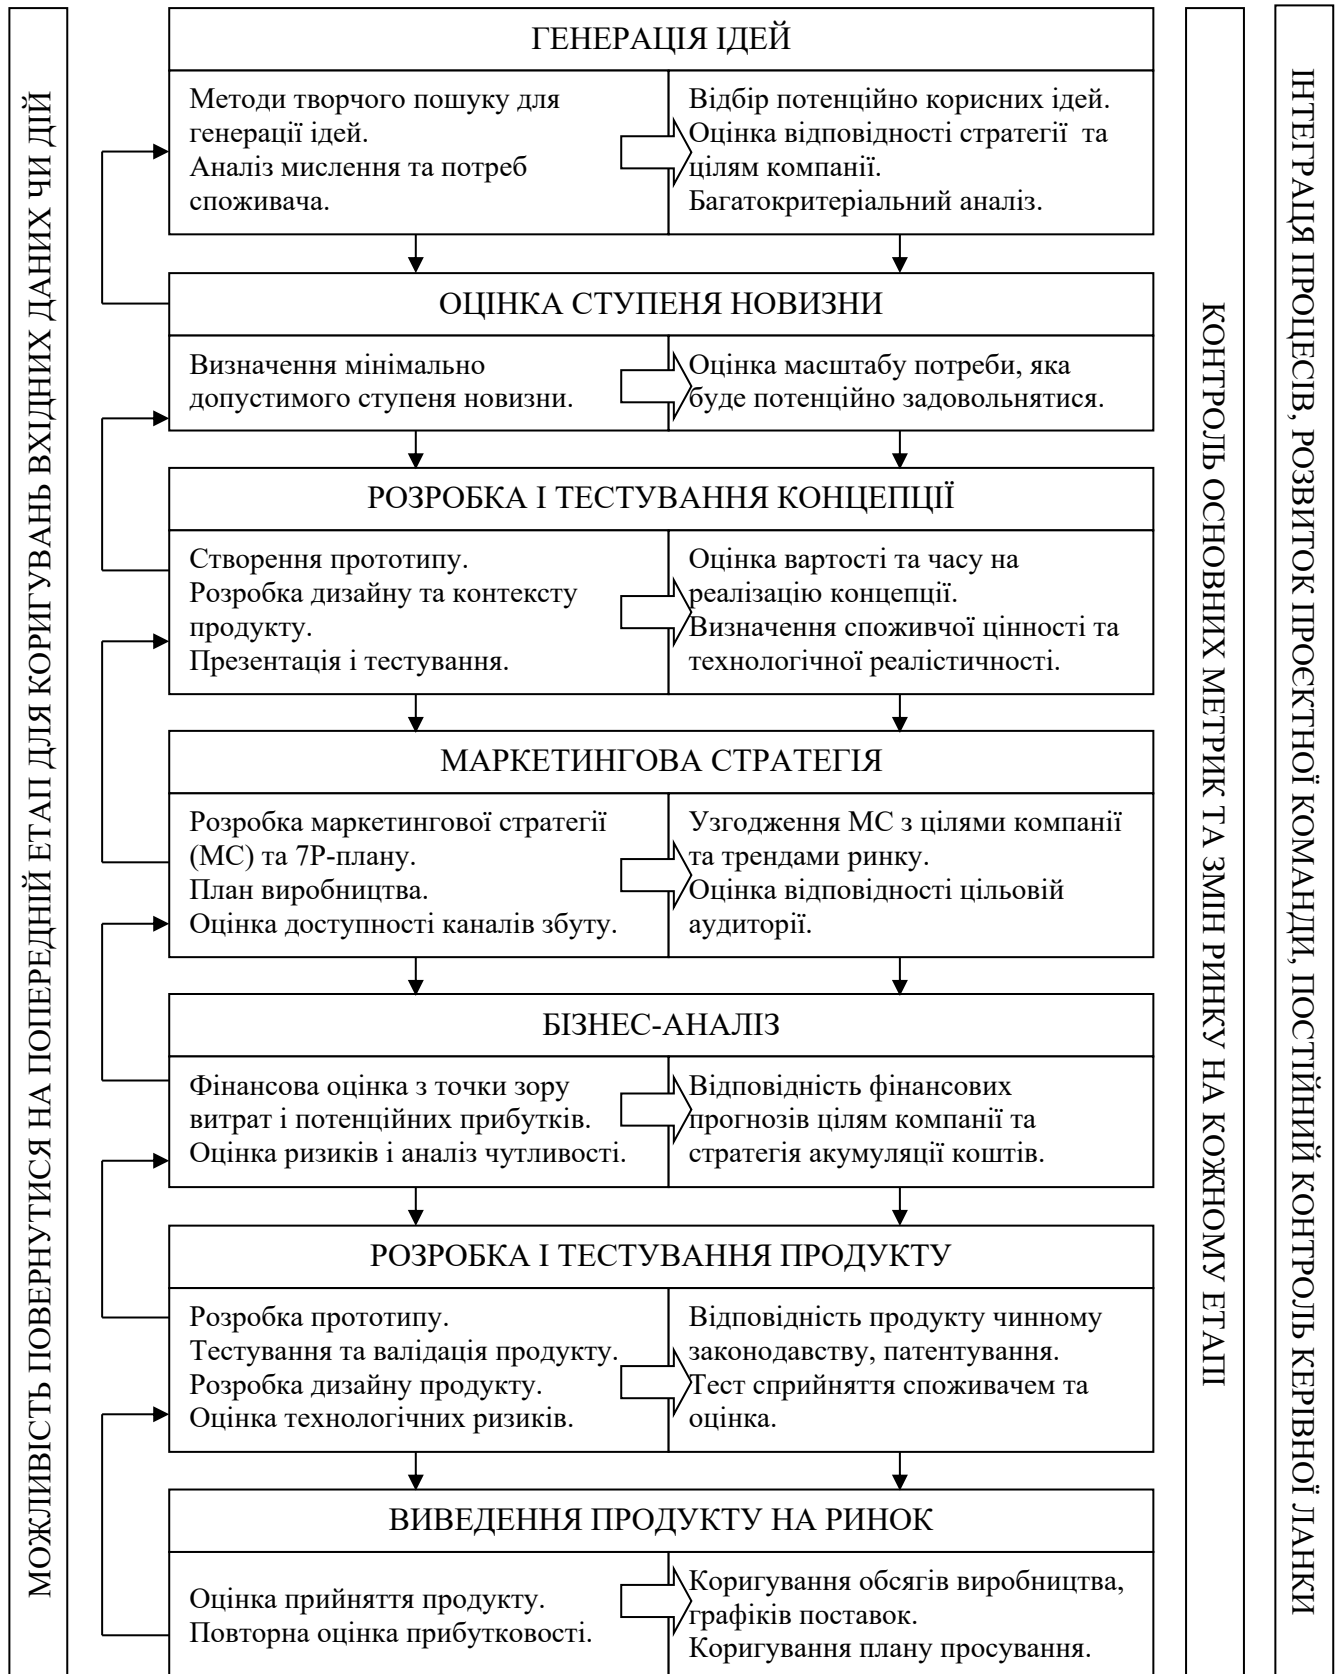 МОЖЛИВІСТЬ ПОВЕРНУТИСЯ НА ПОПЕРЕДНІЙ ЕТАП ДЛЯ КОРИГУВАНЬ ВХІДНИХ ДАНИХ ЧИ ДІЙ
ГЕНЕРАЦІЯ ІДЕЙ
Методи творчого пошуку для
генерації ідей.
Аналіз мислення та потреб
споживача.
Відбір потенційно корисних ідей.
Оцінка відповідності стратегії та
цілям компанії.
Багатокритеріальний аналіз.
ОЦІНКА СТУПЕНЯ НОВИЗНИ
Визначення мінімально
допустимого ступеня новизни.
Оцінка масштабу потреби, яка
буде потенційно задовольнятися.
РОЗРОБКА І ТЕСТУВАННЯ КОНЦЕПЦІЇ
Створення прототипу.
Розробка дизайну та контексту
продукту.
Презентація і тестування.
Оцінка вартості та часу на
реалізацію концепції.
Визначення споживчої цінності та
технологічної реалістичності.
МАРКЕТИНГОВА СТРАТЕГІЯ
Розробка маркетингової стратегії
(МС) та 7Р-плану.
План виробництва.
Оцінка доступності каналів збуту.
Узгодження МС з цілями компанії
та трендами ринку.
Оцінка відповідності цільовій
аудиторії.
БІЗНЕС-АНАЛІЗ
Фінансова оцінка з точки зору
витрат і потенційних прибутків.
Оцінка ризиків і аналіз чутливості.
Відповідність фінансових
прогнозів цілям компанії та
стратегія акумуляції коштів.
РОЗРОБКА І ТЕСТУВАННЯ ПРОДУКТУ
Розробка прототипу.
Тестування та валідація продукту.
Розробка дизайну продукту.
Оцінка технологічних ризиків.
Відповідність продукту чинному
законодавству, патентування.
Тест сприйняття споживачем та
оцінка.
ВИВЕДЕННЯ ПРОДУКТУ НА РИНОК
Оцінка прийняття продукту.
Повторна оцінка прибутковості.
Коригування обсягів виробництва,
графіків поставок.
Коригування плану просування.
КОНТРОЛЬ ОСНОВНИХ МЕТРИК ТА ЗМІН РИНКУ НА КОЖНОМУ ЕТАПІ
ІНТЕГРАЦІЯ ПРОЦЕСІВ, РОЗВИТОК ПРОЄКТНОЇ КОМАНДИ, ПОСТІЙНИЙ КОНТРОЛЬ КЕРІВНОЇ ЛАНКИ